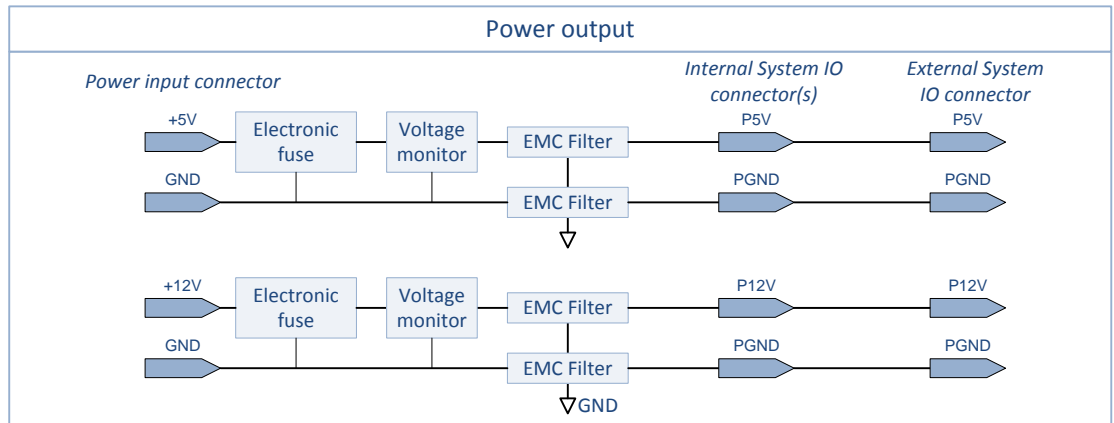 Power output
Power input connector
Internal System IO
connector(s)
External System
IO connector
+5V
Electronic
fuse
Voltage
monitor
EMC Filter
P5V
P5V
GND
EMC Filter
PGND
PGND
+12V
Electronic
fuse
Voltage
monitor
EMC Filter
P12V
P12V
GND
EMC Filter
PGND
PGND
GND